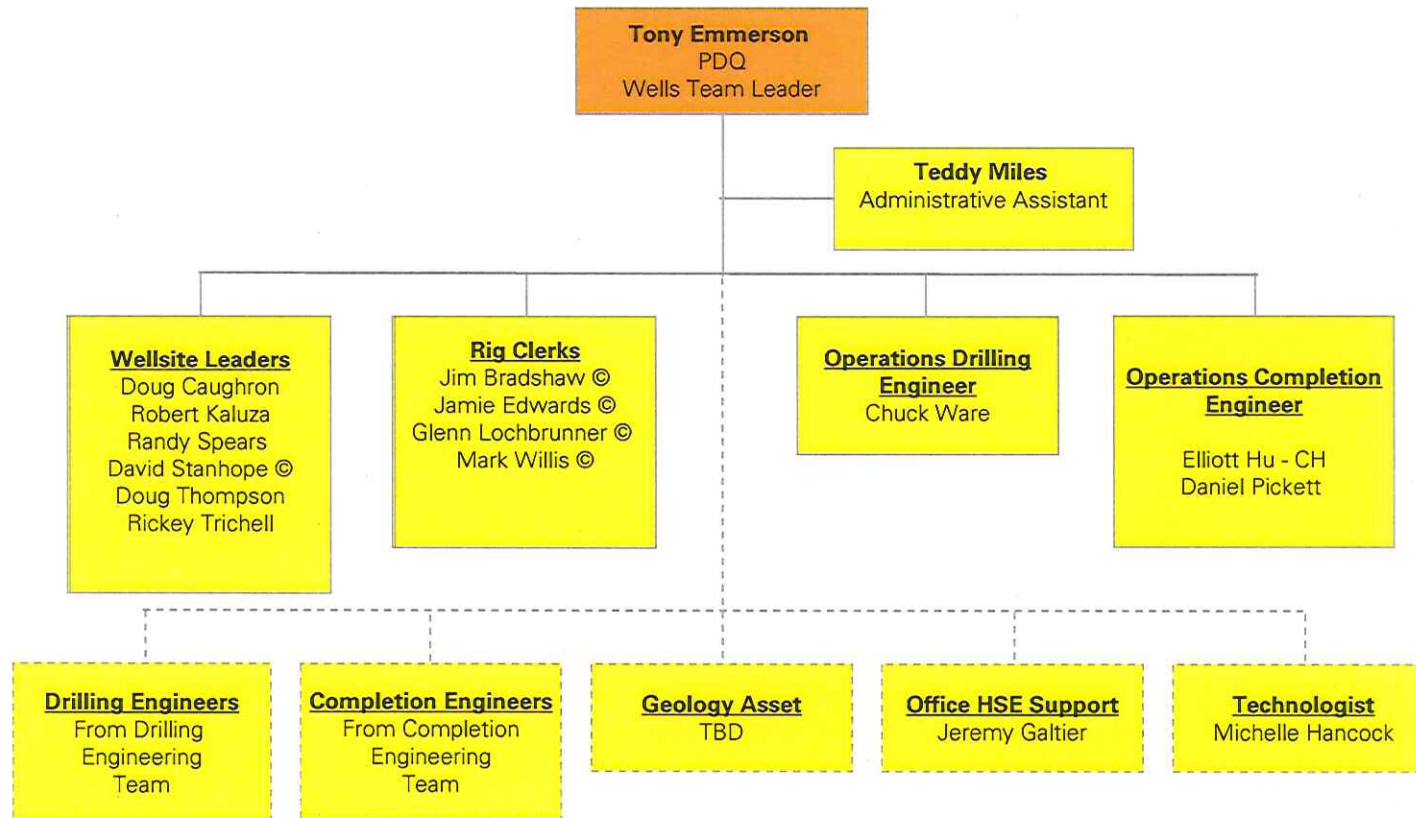 Tony Emmerson
PDQ
Wells Team Leader
Teddy Miles
Administrative Assistant
Wellsite Leaders
Doug Caughron
Robert Kaluza
Randy Spears
David Stanhope ©
Doug Thompson
Rickey Trichell
Rig Clerks
Jim Bradshaw ©
Jamie Edwards ©
Glenn Lochbrunner ©
Mark Willis ©
Operations Drilling
Engineer
Chuck Ware
Operations Completion
Engineer
Elliott Hu - CH
Daniel Pickett
Drilling Engineers
From Drilling
Engineering
Team
Completion Engineers
From Completion
Engineering
Team
Geology Asset
TBD
Office HSE Support
Jeremy Galtier
Technologist
Michelle Hancock